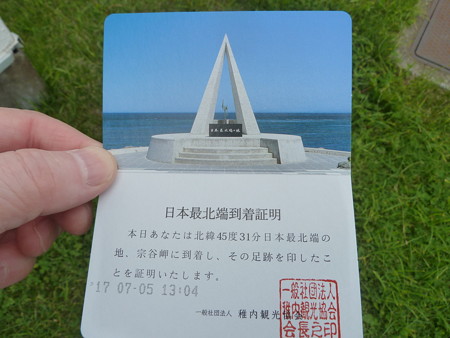 日本最北端の地
日本最北端到着証明
本日あなたは北緯45度31分日本最北端の
地、宗谷岬に到着し、その足跡を印したこ
とを証明いたします。
'17 07-05 13:04
一般社団法人 稚内観光協会
一般社団法人
稚内観光協会
会長之印